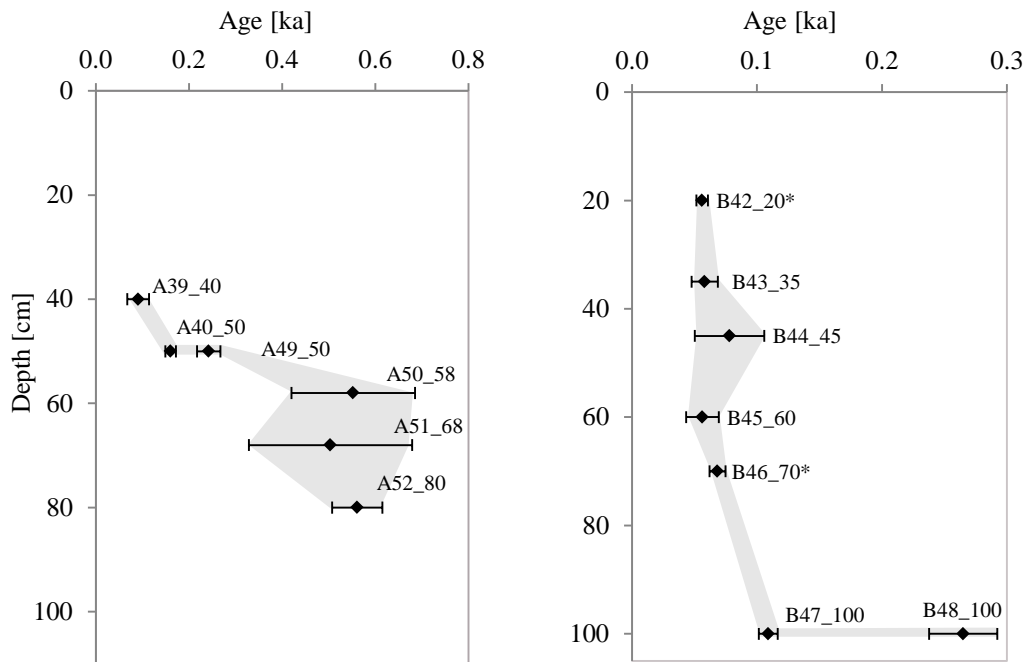 Age [ka]
0.0 0.2 0.4 0.6 0.8
0
20
40
60
80
100
Depth [cm]
A39_40
A40_50
A49_50
A50_58
A51_68
A52_80
Age [ka]
0.0 0.1 0.2 0.3
0
20
40
60
80
100
B42_20*
B43_35
B44_45
B45_60
B46_70*
B47_100
B48_100